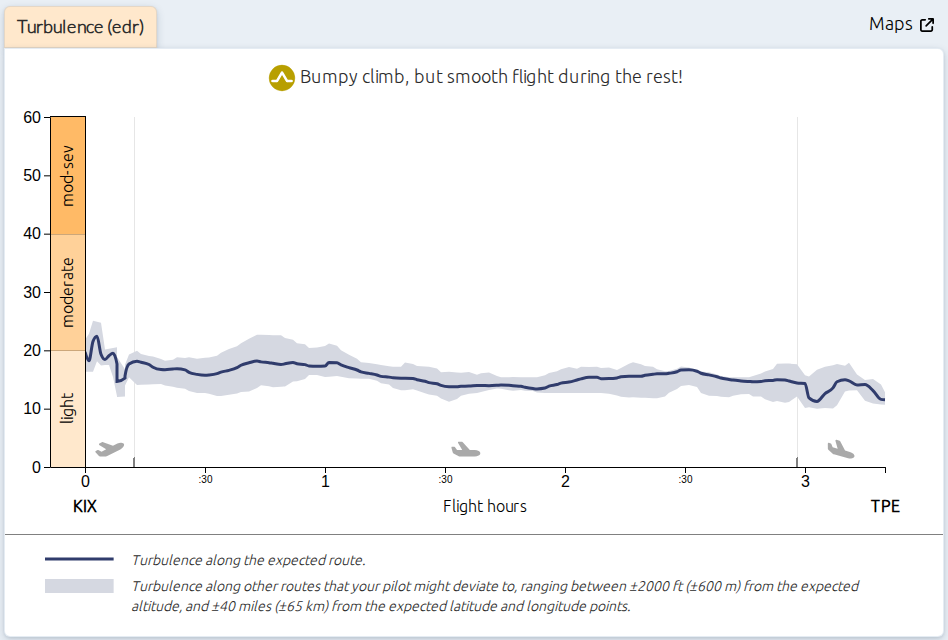 Turbulence (edr)
Maps
Bumpy climb, but smooth flight during the rest!
60
50
40
30
20
10
0
mod-sev
moderate
light
0
:30
1
:30
2
:30
3
KIX
Flight hours
TPE
Turbulence along the expected route.
Turbulence along other routes that your pilot might deviate to, ranging between ±2000 ft (±600 m) from the expected
altitude, and ±40 miles (±65 km) from the expected latitude and longitude points.